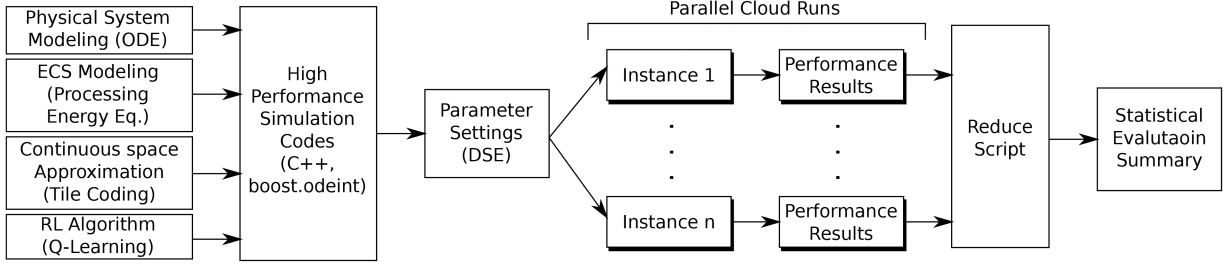 Physical System
Modeling (ODE)
ECS Modeling
(Processing
Energy Eq.)
Continuous space
Approximation
(Tile Coding)
RL Algorithm
(Q-Learning)
High
Performance
Simulation
Codes
(C++,
boost.odeint)
Parameter
Settings
(DSE)
Parallel Cloud Runs
Instance 1
Performance
Results
Instance n
Performance
Results
Reduce
Script
Statistical
Evalutaoin
Summary